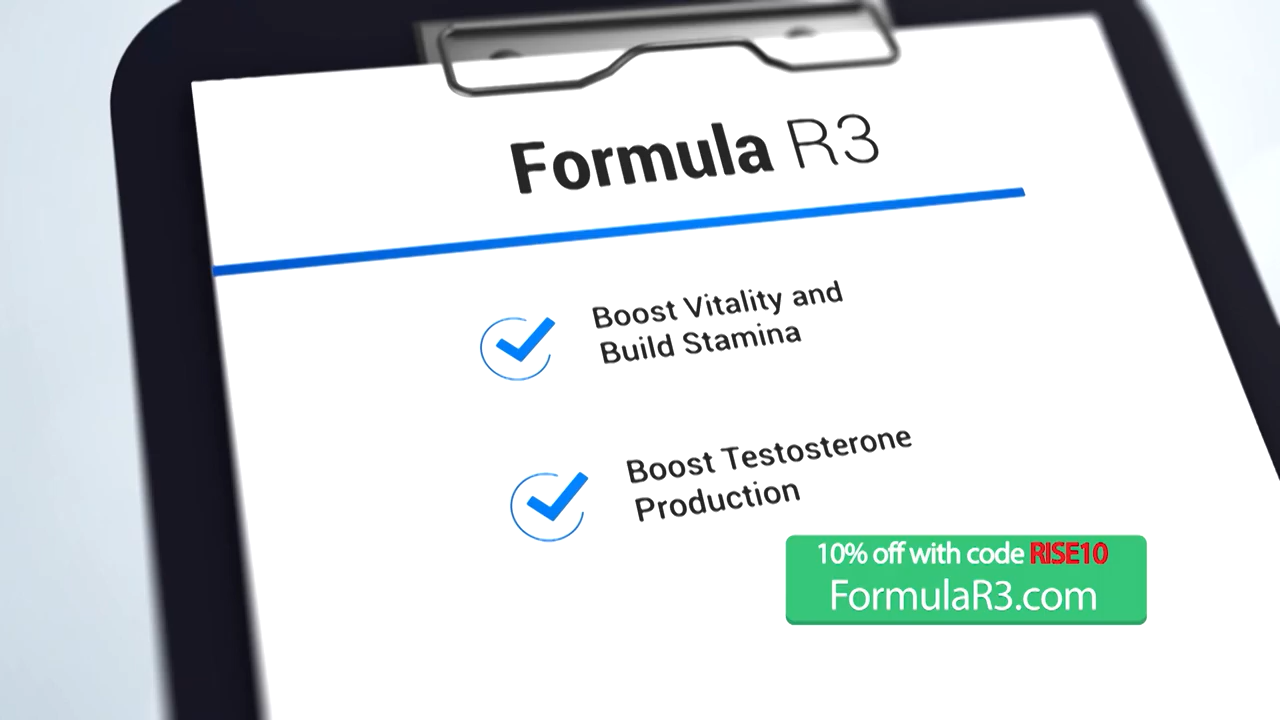 Formula R3
Boost Vitality and
Build Stamina
Boost Testosterone
Production
10% off with code RISE10
FormulaR3.com